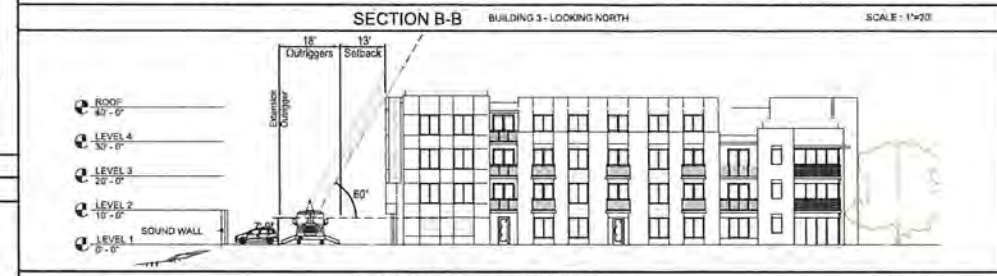 SECTION B-B BUILDING 3 - LOOKING NORTH SCALE : 1"=20'
18' 13'
Outriggers Setback
Extension
Outrigger
ROOF
40' - 0"
LEVEL 4
30' - 0"
LEVEL 3
20' - 0"
LEVEL 2
10' - 0"
LEVEL 1
0' - 0"
SOUND WALL
60°